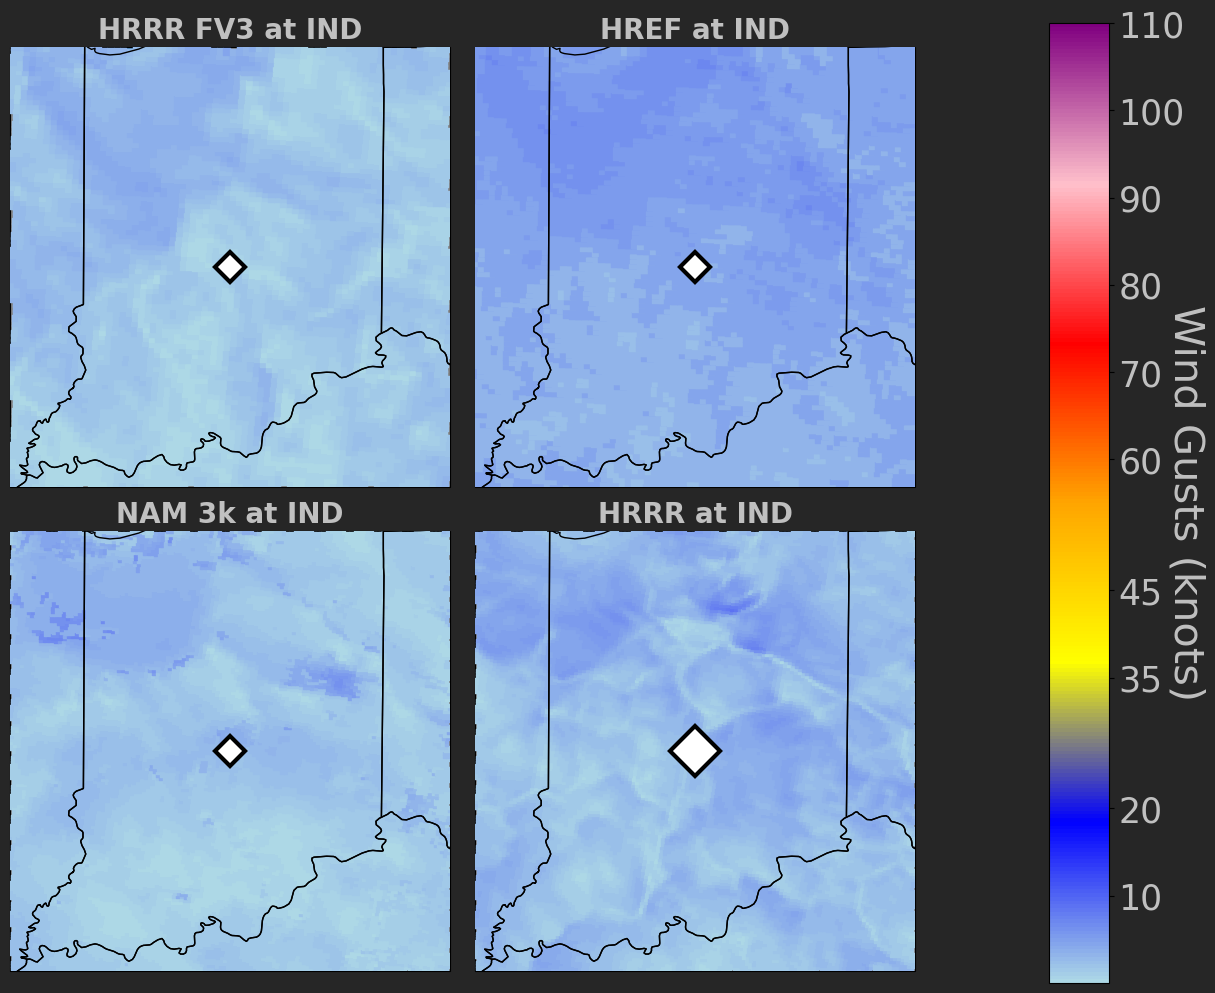 HRRR FV3 at IND
HREF at IND
NAM 3k at IND
HRRR at IND
110
100
90
80
70
60
45
35
20
10
Wind Gusts (knots)